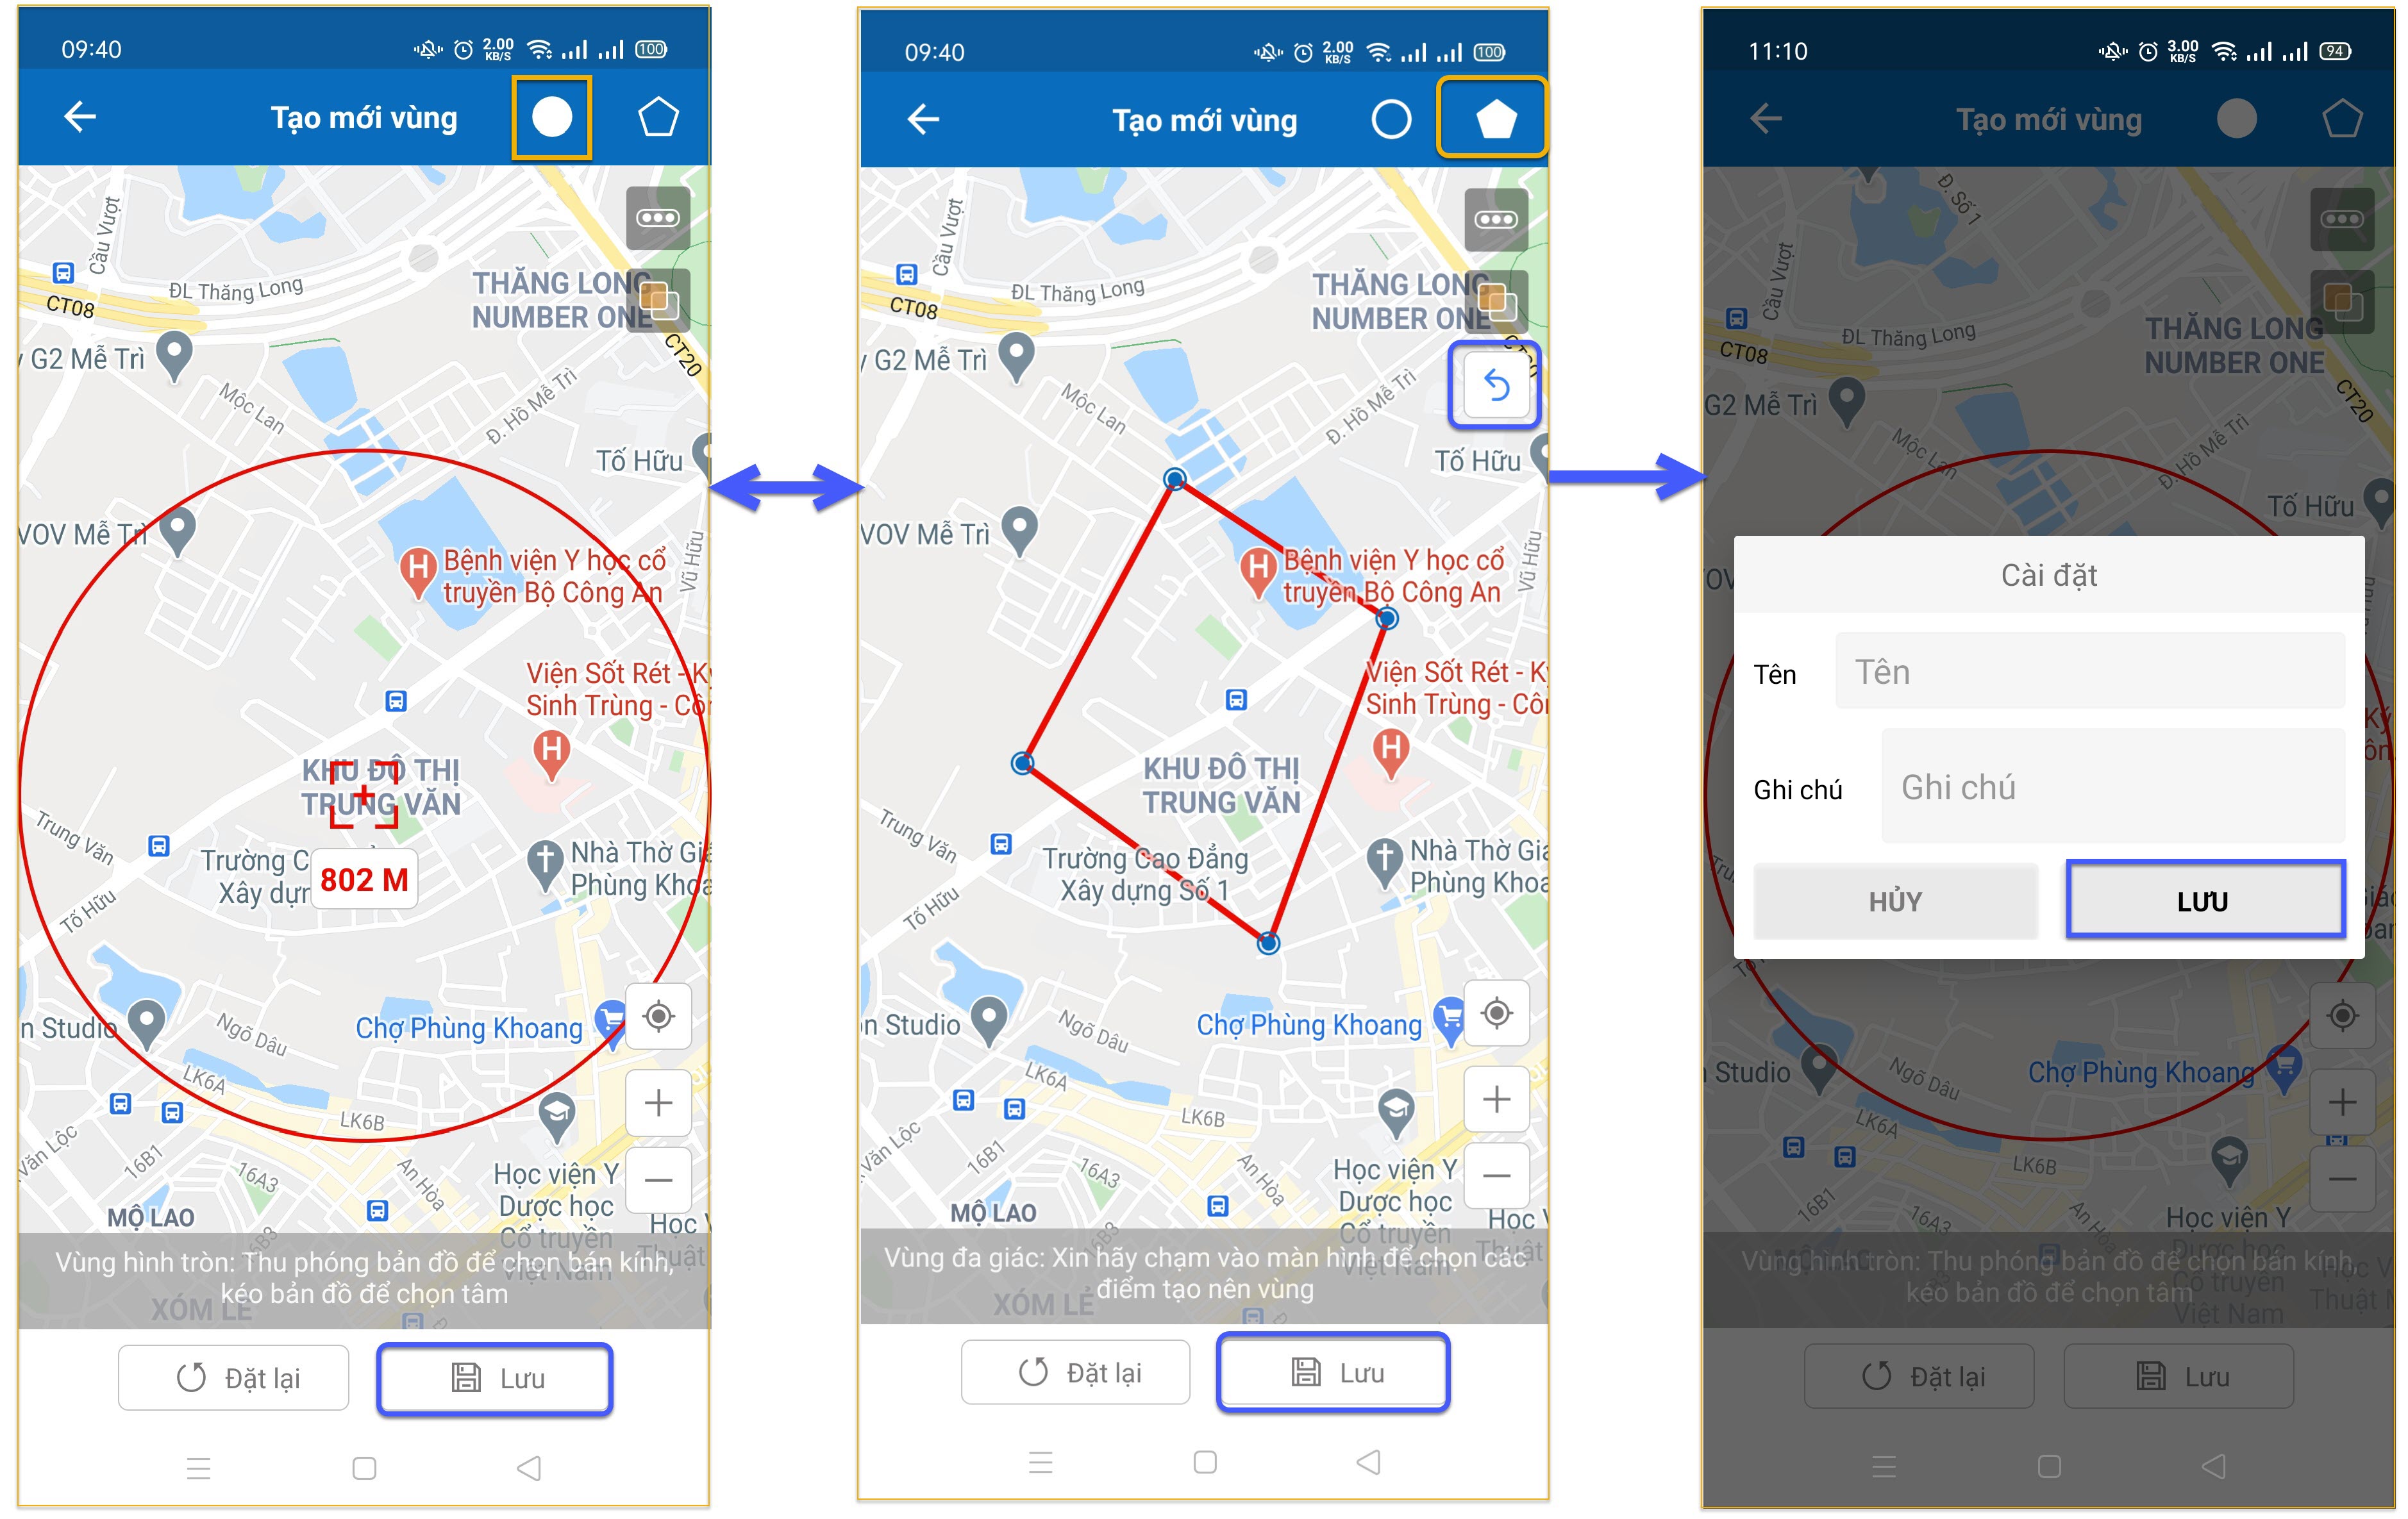 09:40
2.00
KB/S
100
Tạo mới vùng
Cầu Vượt
ĐL Thăng Long
CT08
THĂNG LONG
NUMBER ONE
CT20
G2 Mễ Trì
Mộc Lan
Đ. Hồ Mễ Trì
Tố Hữu
VOV Mễ Trì
Bệnh viện Y học cổ
truyền Bộ Công An
Vũ Hữu
Viện Sốt Rét - Ký
Sinh Trùng - Côn
KHU ĐÔ THỊ
TRUNG VĂN
Trung Văn
Trường C
Xây dựn
802 M
Nhà Thờ Giá
Phùng Khoa
Tố Hữu
n Studio
Ngõ Dâu
Chợ Phùng Khoang
LK6A
LK6B
Văn Lộc
16B1
16A3
An Hòa
Học viện Y
Dược học
Cổ truyền
Việt Nam
MỘ LAO
Học V
Thuật
16B3
Vùng hình tròn: Thu phóng bản đồ để chọn bán kính,
kéo bản đồ để chọn tâm
XÓM LẺ
Đặt lại
Lưu
09:40
2.00
KB/S
100
Tạo mới vùng
Cầu Vượt
ĐL Thăng Long
CT08
THĂNG LONG
NUMBER ONE
G2 Mễ Trì
Mộc Lan
Đ. Hồ Mễ Trì
Tố Hữu
VOV Mễ Trì
Bệnh viện Y học cổ
truyền Bộ Công An
Vũ Hữu
Viện Sốt Rét - Ký
Sinh Trùng - Côn
KHU ĐÔ THỊ
TRUNG VĂN
Trung Văn
Trường Cao Đẳng
Xây dựng Số 1
Nhà Thờ Giá
Phùng Khoa
Tố Hữu
n Studio
Ngõ Dâu
Chợ Phùng Khoang
LK6A
LK6B
Văn Lộc
16B1
16A3
An Hòa
Học viện Y
Dược học
Cổ truyền
Việt Nam
MỘ LAO
Học V
Thuật
Vùng đa giác: Xin hãy chạm vào màn hình để chọn các
điểm tạo nên vùng
XÓM LẺ
Đặt lại
Lưu
11:10
3.00
KB/S
94
Tạo mới vùng
Đ. Số 1
Cầu Vượt
ĐL Thăng Long
CT08
THĂNG LONG
NUMBER ONE
CT20
G2 Mễ Trì
Mộc Lan
Đ. Hồ Mễ Trì
Tố Hữu
Cài đặt
Tên
Tên
Ghi chú
Ghi chú
HỦY
LƯU
Studio
Ngõ Dâu
Chợ Phùng Khoang
LK6A
LK6B
16B1
16A3
An Hòa
Học viện Y
Dược học
Cổ truyền
Việt Nam
Học V
Thuật
Vùng hình tròn: Thu phóng bản đồ để chọn bán kính,
kéo bản đồ để chọn tâm
Đặt lại
Lưu